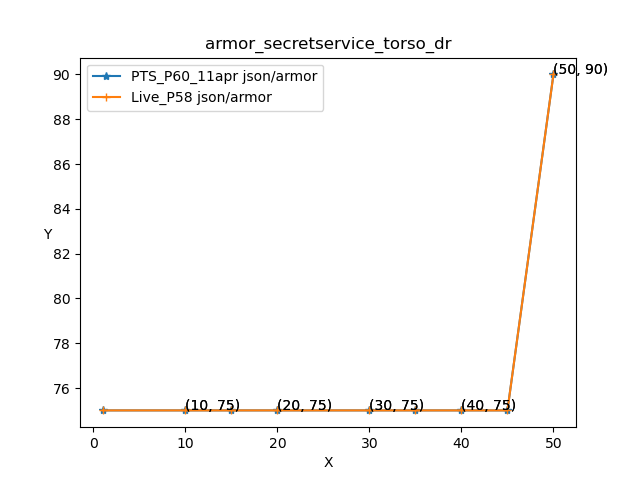 armor_secretservice_torso_dr
PTS_P60_11apr json/armor
Live_P58 json/armor
(50, 90)
90
88
86
84
Y
82
80
78
76
(10, 75) (20, 75) (30, 75) (40, 75)
0 10 20 30 40 50
X